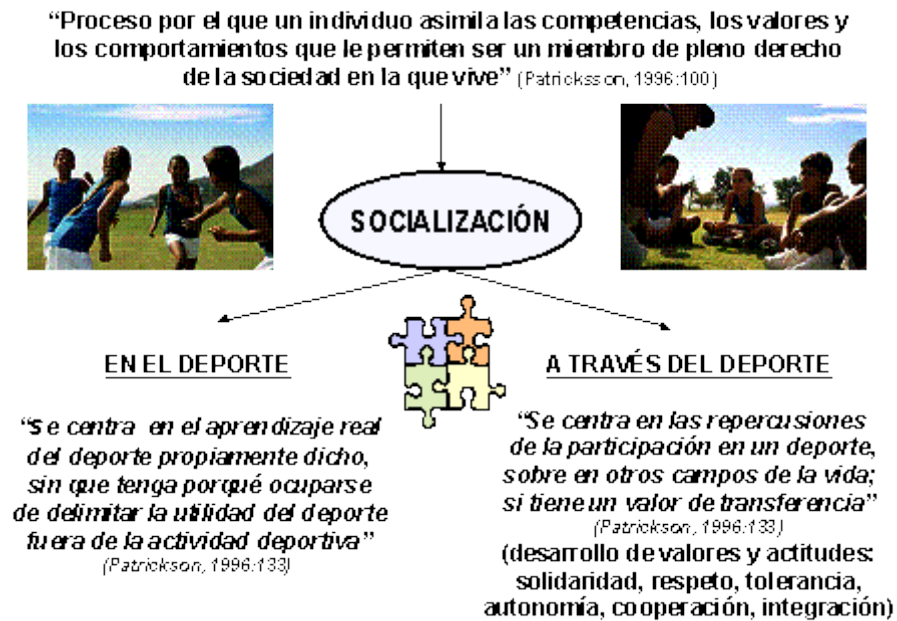 “Proceso por el que un individuo asimila las competencias, los valores y
los comportamientos que le permiten ser un miembro de pleno derecho
de la sociedad en la que vive” (Patricksson, 1996:100)
SOCIALIZACIÓN
EN EL DEPORTE
“Se centra en el aprendizaje real
del deporte propiamente dicho,
sin que tenga porqué ocuparse
de delimitar la utilidad del deporte
fuera de la actividad deportiva”
(Patrickson, 1996:133)
A TRAVÉS DEL DEPORTE
“Se centra en las repercusiones
de la participación en un deporte,
sobre en otros campos de la vida;
si tiene un valor de transferencia”
(Patrickson, 1996:133)
(desarrollo de valores y actitudes:
solidaridad, respeto, tolerancia,
autonomía, cooperación, integración)